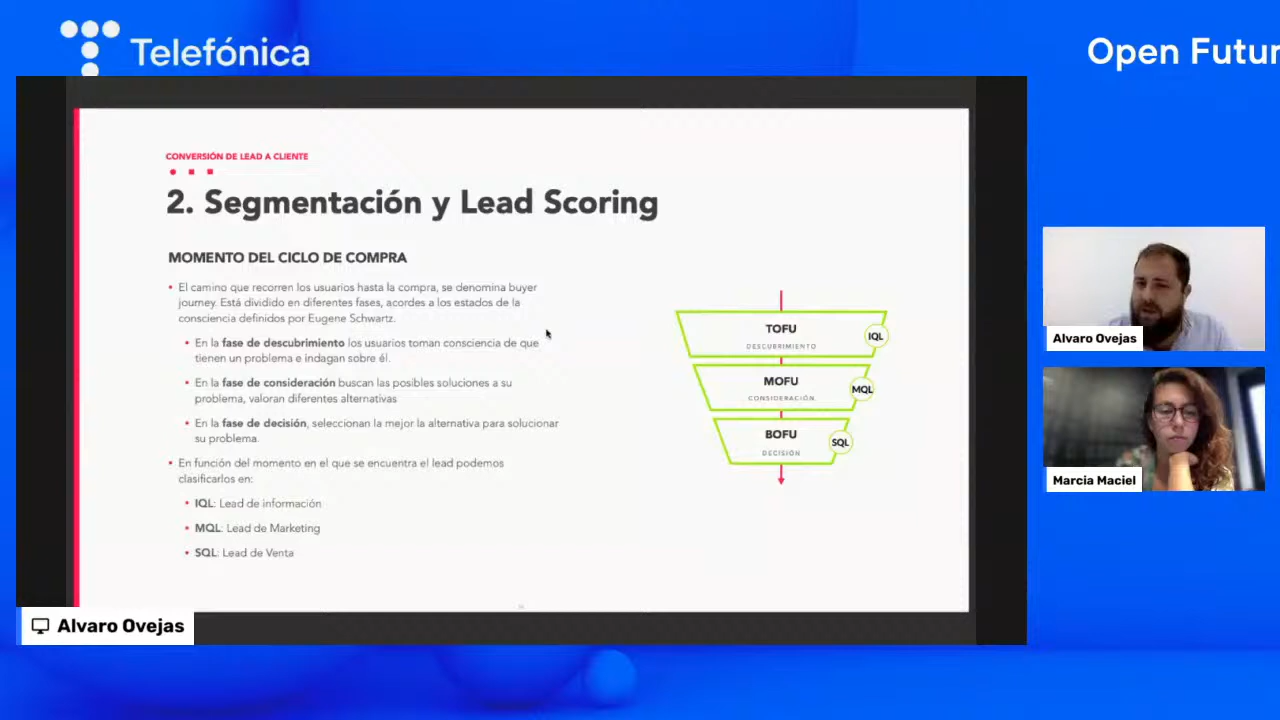 Telefónica
Open Futur
CONVERSIÓN DE LEAD A CLIENTE
2. Segmentación y Lead Scoring
MOMENTO DEL CICLO DE COMPRA
• El camino que recorren los usuarios hasta la compra, se denomina buyer
journey. Está dividido en diferentes fases, acordes a los estados de la
consciencia definidos por Eugene Schwartz.
• En la fase de descubrimiento los usuarios toman consciencia de que
tienen un problema e indagan sobre él.
• En la fase de consideración buscan las posibles soluciones a su
problema, valoran diferentes alternativas
• En la fase de decisión, seleccionan la mejor la alternativa para solucionar
su problema.
• En función del momento en el que se encuentra el lead podemos
clasificarlos en:
• IQL: Lead de información
• MQL: Lead de Marketing
• SQL: Lead de Venta
TOFU
DESCUBRIMIENTO
IQL
MOFU
CONSIDERACIÓN
MQL
BOFU
DECISIÓN
SQL
Alvaro Ovejas
Marcia Maciel
Alvaro Ovejas